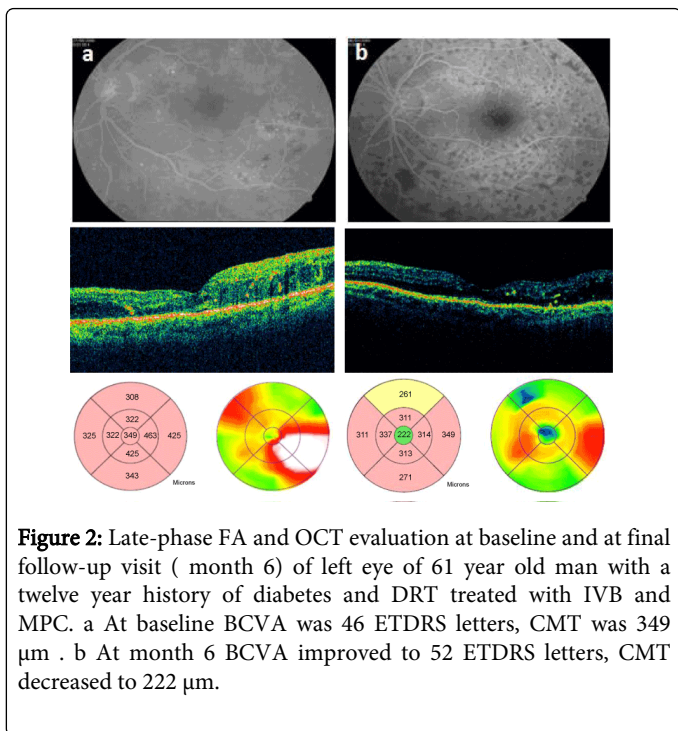 a b
308
322
325 322 349 463 425
425
343
Microns
261
311
311 337 222 314 349
313
271
Microns
Figure 2: Late-phase FA and OCT evaluation at baseline and at final
follow-up visit ( month 6) of left eye of 61 year old man with a
twelve year history of diabetes and DRT treated with IVB and
MPC. a At baseline BCVA was 46 ETDRS letters, CMT was 349
µm . b At month 6 BCVA improved to 52 ETDRS letters, CMT
decreased to 222 µm.